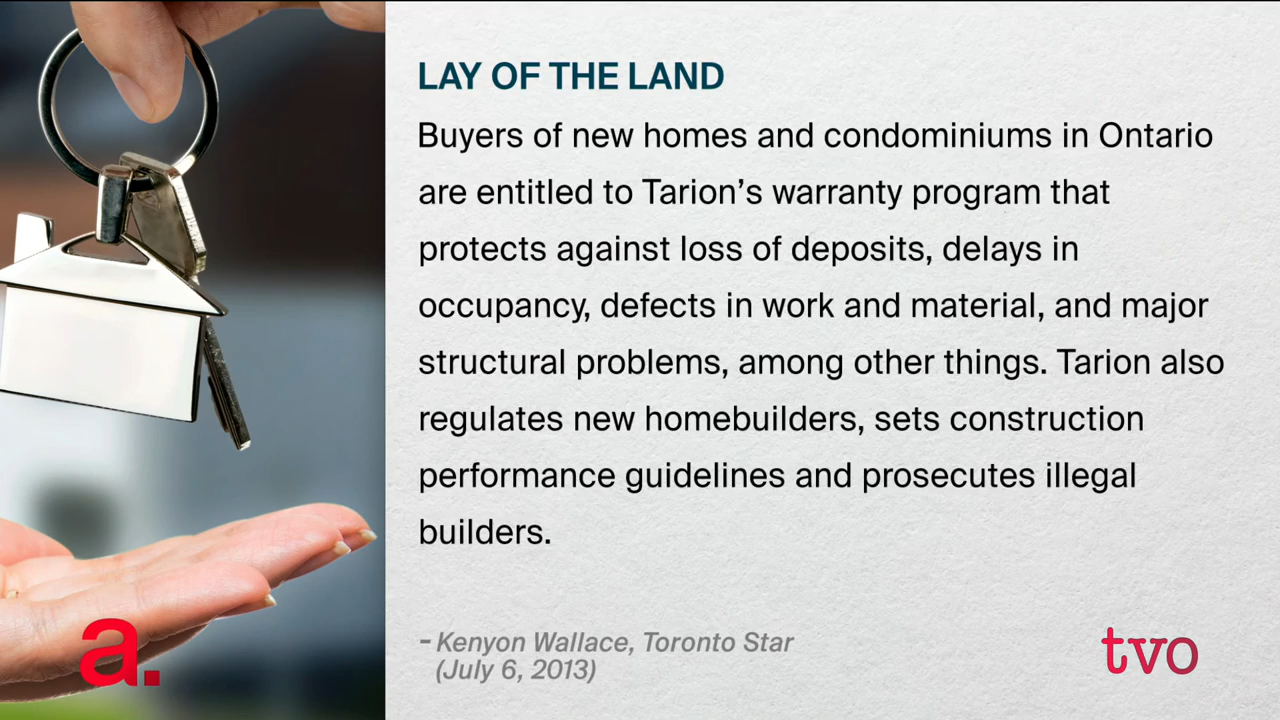 LAY OF THE LAND
Buyers of new homes and condominiums in Ontario
are entitled to Tarion’s warranty program that
protects against loss of deposits, delays in
occupancy, defects in work and material, and major
structural problems, among other things. Tarion also
regulates new homebuilders, sets construction
performance guidelines and prosecutes illegal
builders.
- Kenyon Wallace, Toronto Star
(July 6, 2013)
a.
tvo